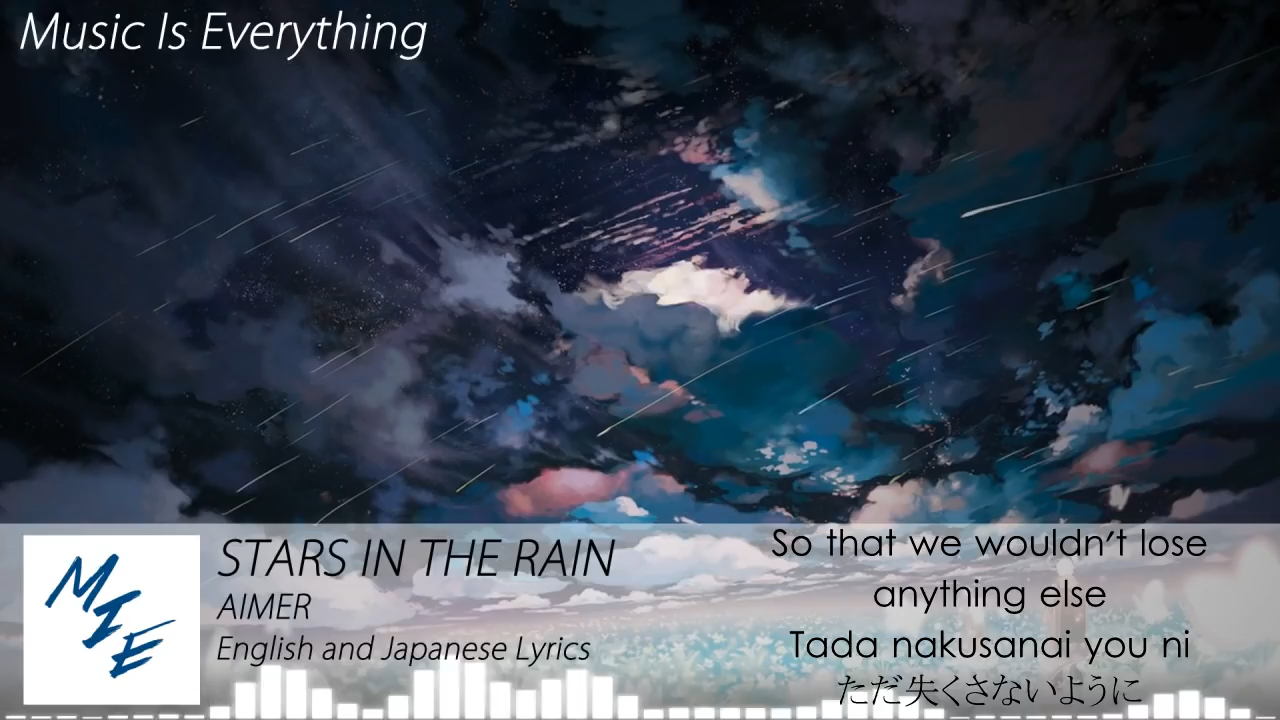 Music Is Everything
MIE
STARS IN THE RAIN
AIMER
English and Japanese Lyrics
So that we wouldn't lose
anything else
Tada nakusanai you ni
ただ失くさないように